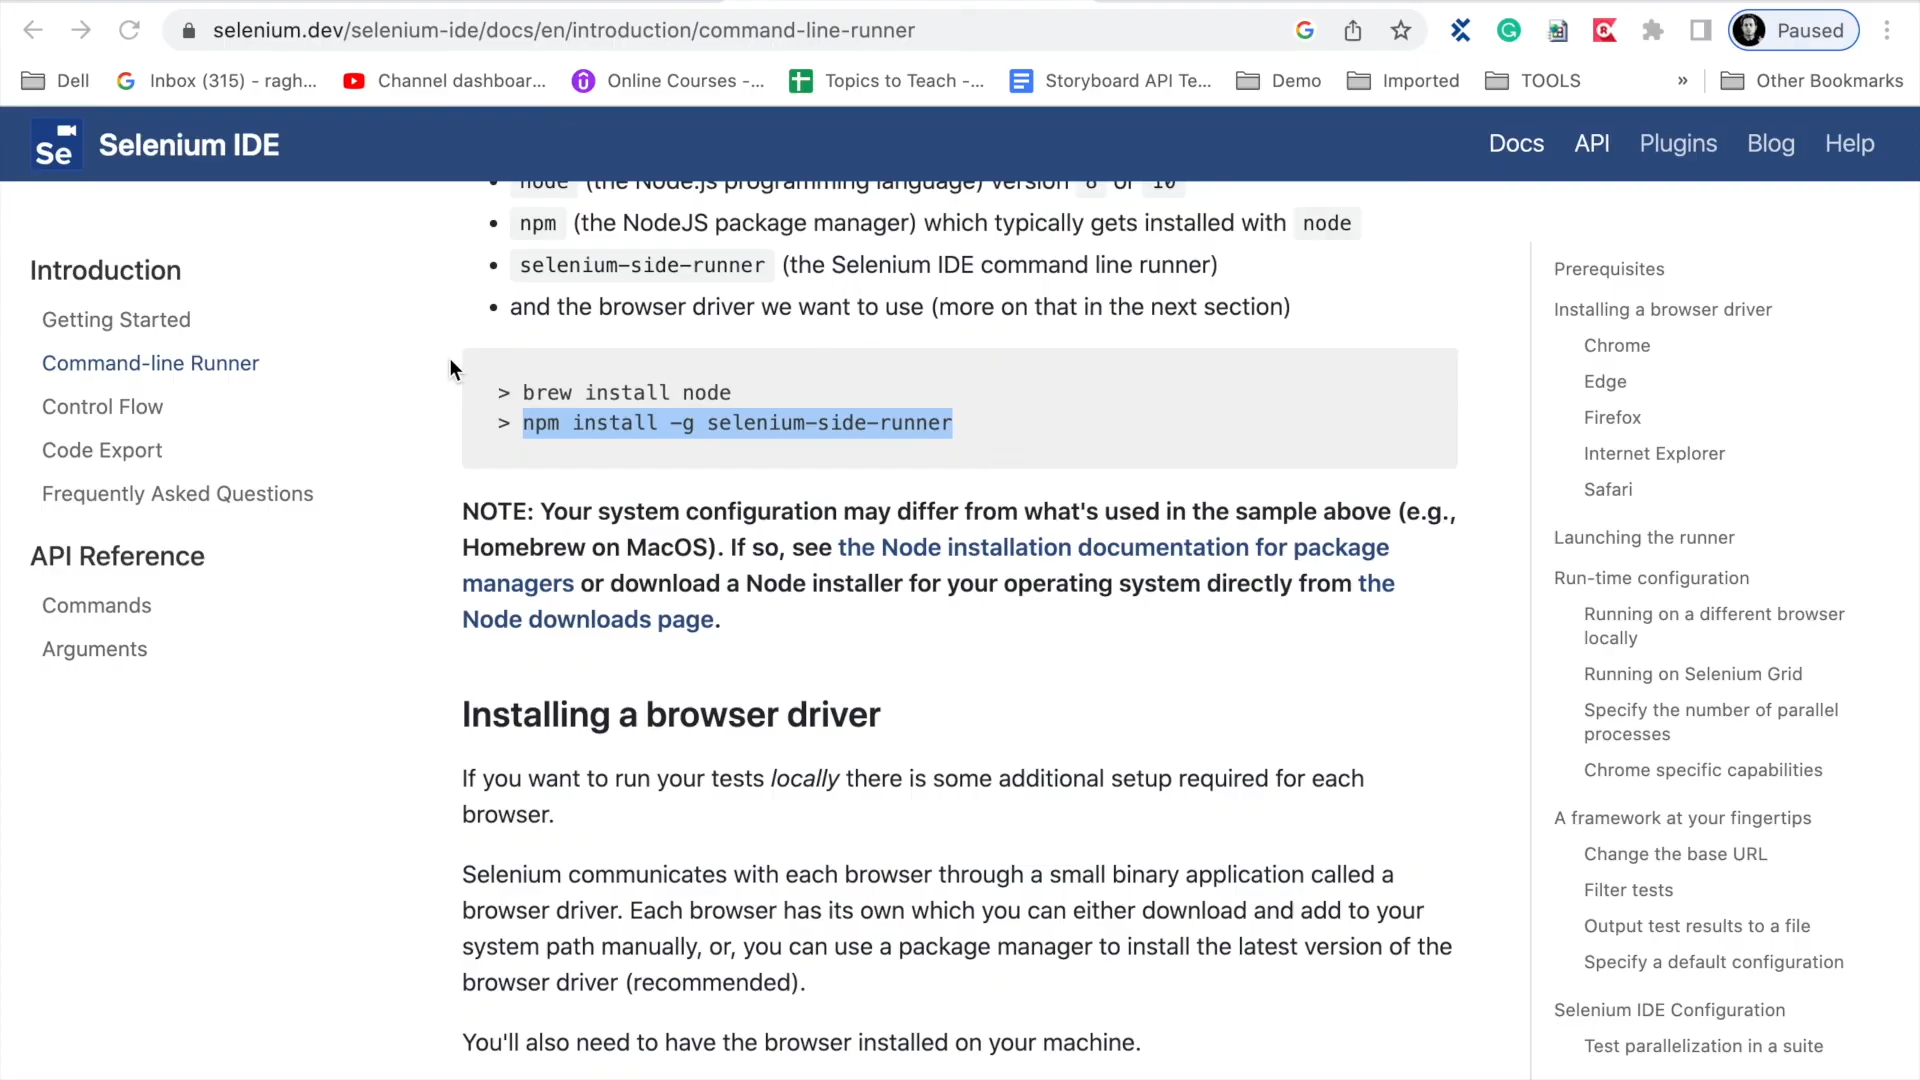 selenium.dev/selenium-ide/docs/en/introduction/command-line-runner
Paused
Dell
Inbox (315) - ragh...
Channel dashboar...
Online Courses -...
Topics to Teach -...
Storyboard API Te...
Demo
Imported
TOOLS
»
Other Bookmarks
Se
Selenium IDE
Docs
API
Plugins
Blog
Help
Introduction
Getting Started
Command-line Runner
Control Flow
Code Export
Frequently Asked Questions
API Reference
Commands
Arguments
• node (the Node.js programming language) version 8 or 10
• npm (the NodeJS package manager) which typically gets installed with node
• selenium-side-runner (the Selenium IDE command line runner)
• and the browser driver we want to use (more on that in the next section)
> brew install node
> npm install -g selenium-side-runner
NOTE: Your system configuration may differ from what's used in the sample above (e.g.,
Homebrew on MacOS). If so, see the Node installation documentation for package
managers or download a Node installer for your operating system directly from the
Node downloads page.
Installing a browser driver
If you want to run your tests locally there is some additional setup required for each
browser.
Selenium communicates with each browser through a small binary application called a
browser driver. Each browser has its own which you can either download and add to your
system path manually, or, you can use a package manager to install the latest version of the
browser driver (recommended).
You'll also need to have the browser installed on your machine.
Prerequisites
Installing a browser driver
Chrome
Edge
Firefox
Internet Explorer
Safari
Launching the runner
Run-time configuration
Running on a different browser
locally
Running on Selenium Grid
Specify the number of parallel
processes
Chrome specific capabilities
A framework at your fingertips
Change the base URL
Filter tests
Output test results to a file
Specify a default configuration
Selenium IDE Configuration
Test parallelization in a suite